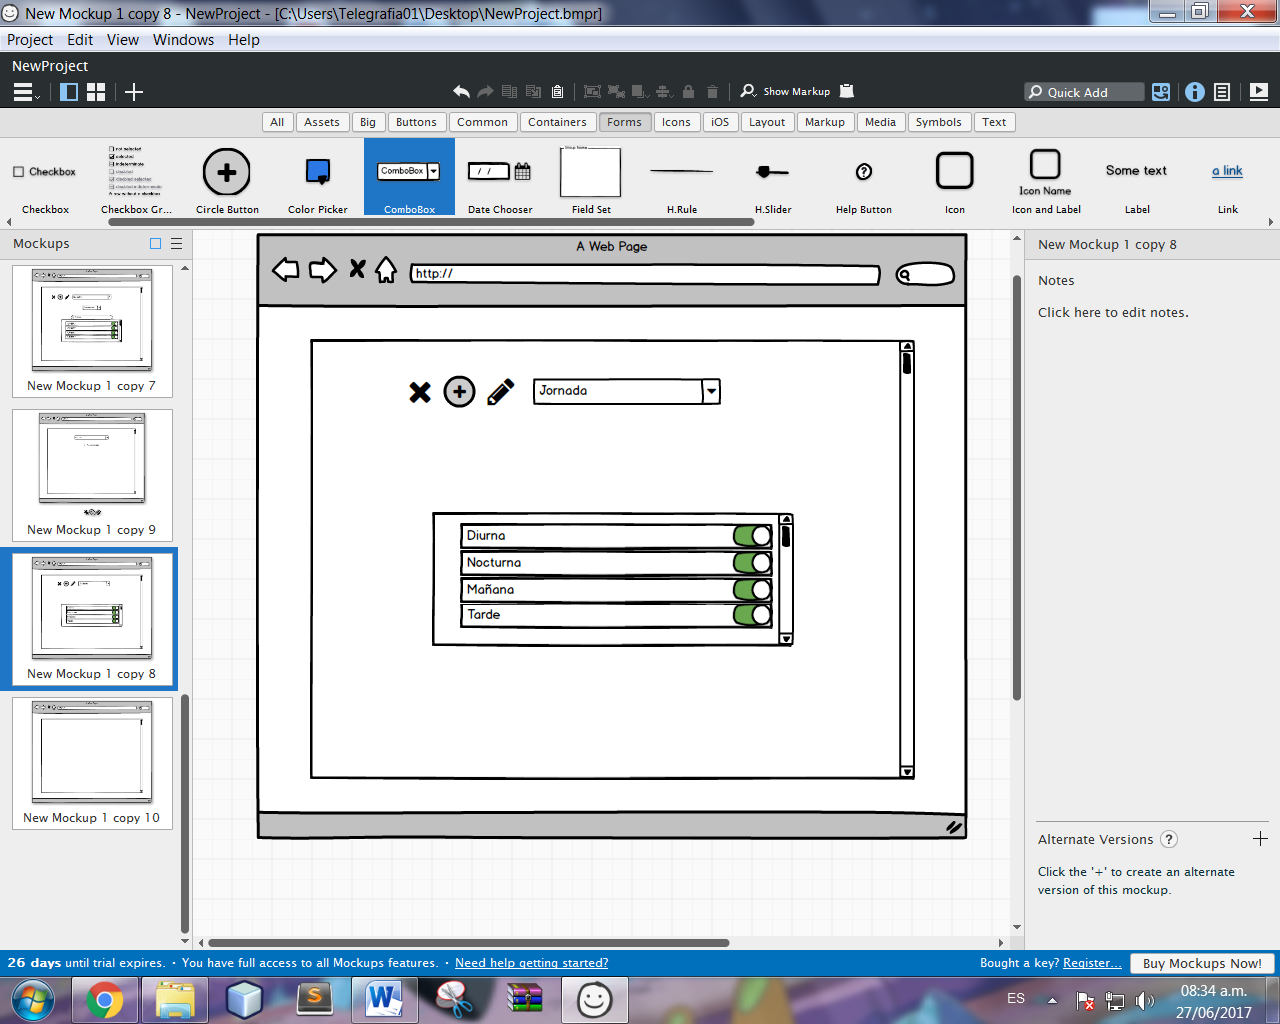 New Mockup 1 copy 8 - NewProject - [C:\Users\Telegrafia01\Desktop\NewProject.bmpr]
Project Edit View Windows Help
NewProject
Show Markup
Quick Add
All Assets Big Buttons Common Containers Forms Icons iOS Layout Markup Media Symbols Text
not selected
selected
indeterminate
disabled
disabled selected
Checkbox
ComboBox
/ /
Some text
a link
Icon Name
Checkbox Checkbox Gr... Circle Button Color Picker ComboBox Date Chooser Field Set H.Rule H.Slider Help Button Icon Icon and Label Label Link
Mockups
New Mockup 1 copy 7
New Mockup 1 copy 9
New Mockup 1 copy 8
New Mockup 1 copy 10
A Web Page
http://
Jornada
Diurna
Nocturna
Mañana
Tarde
New Mockup 1 copy 8
Notes
Click here to edit notes.
Alternate Versions ?
Click the '+' to create an alternate
version of this mockup.
26 days until trial expires. · You have full access to all Mockups features. · Need help getting started?
Bought a key? Register... Buy Mockups Now!
ES
08:34 a.m.
27/06/2017